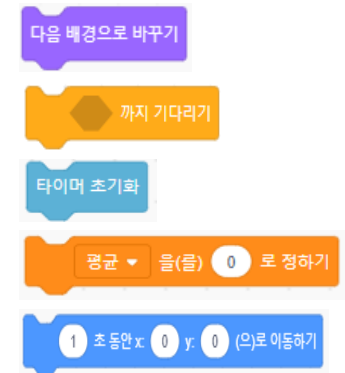 다음 배경으로 바꾸기
까지 기다리기
타이머 초기화
평균 을(를) 0 로 정하기
1 초 동안 x: 0 y: 0 (으)로 이동하기